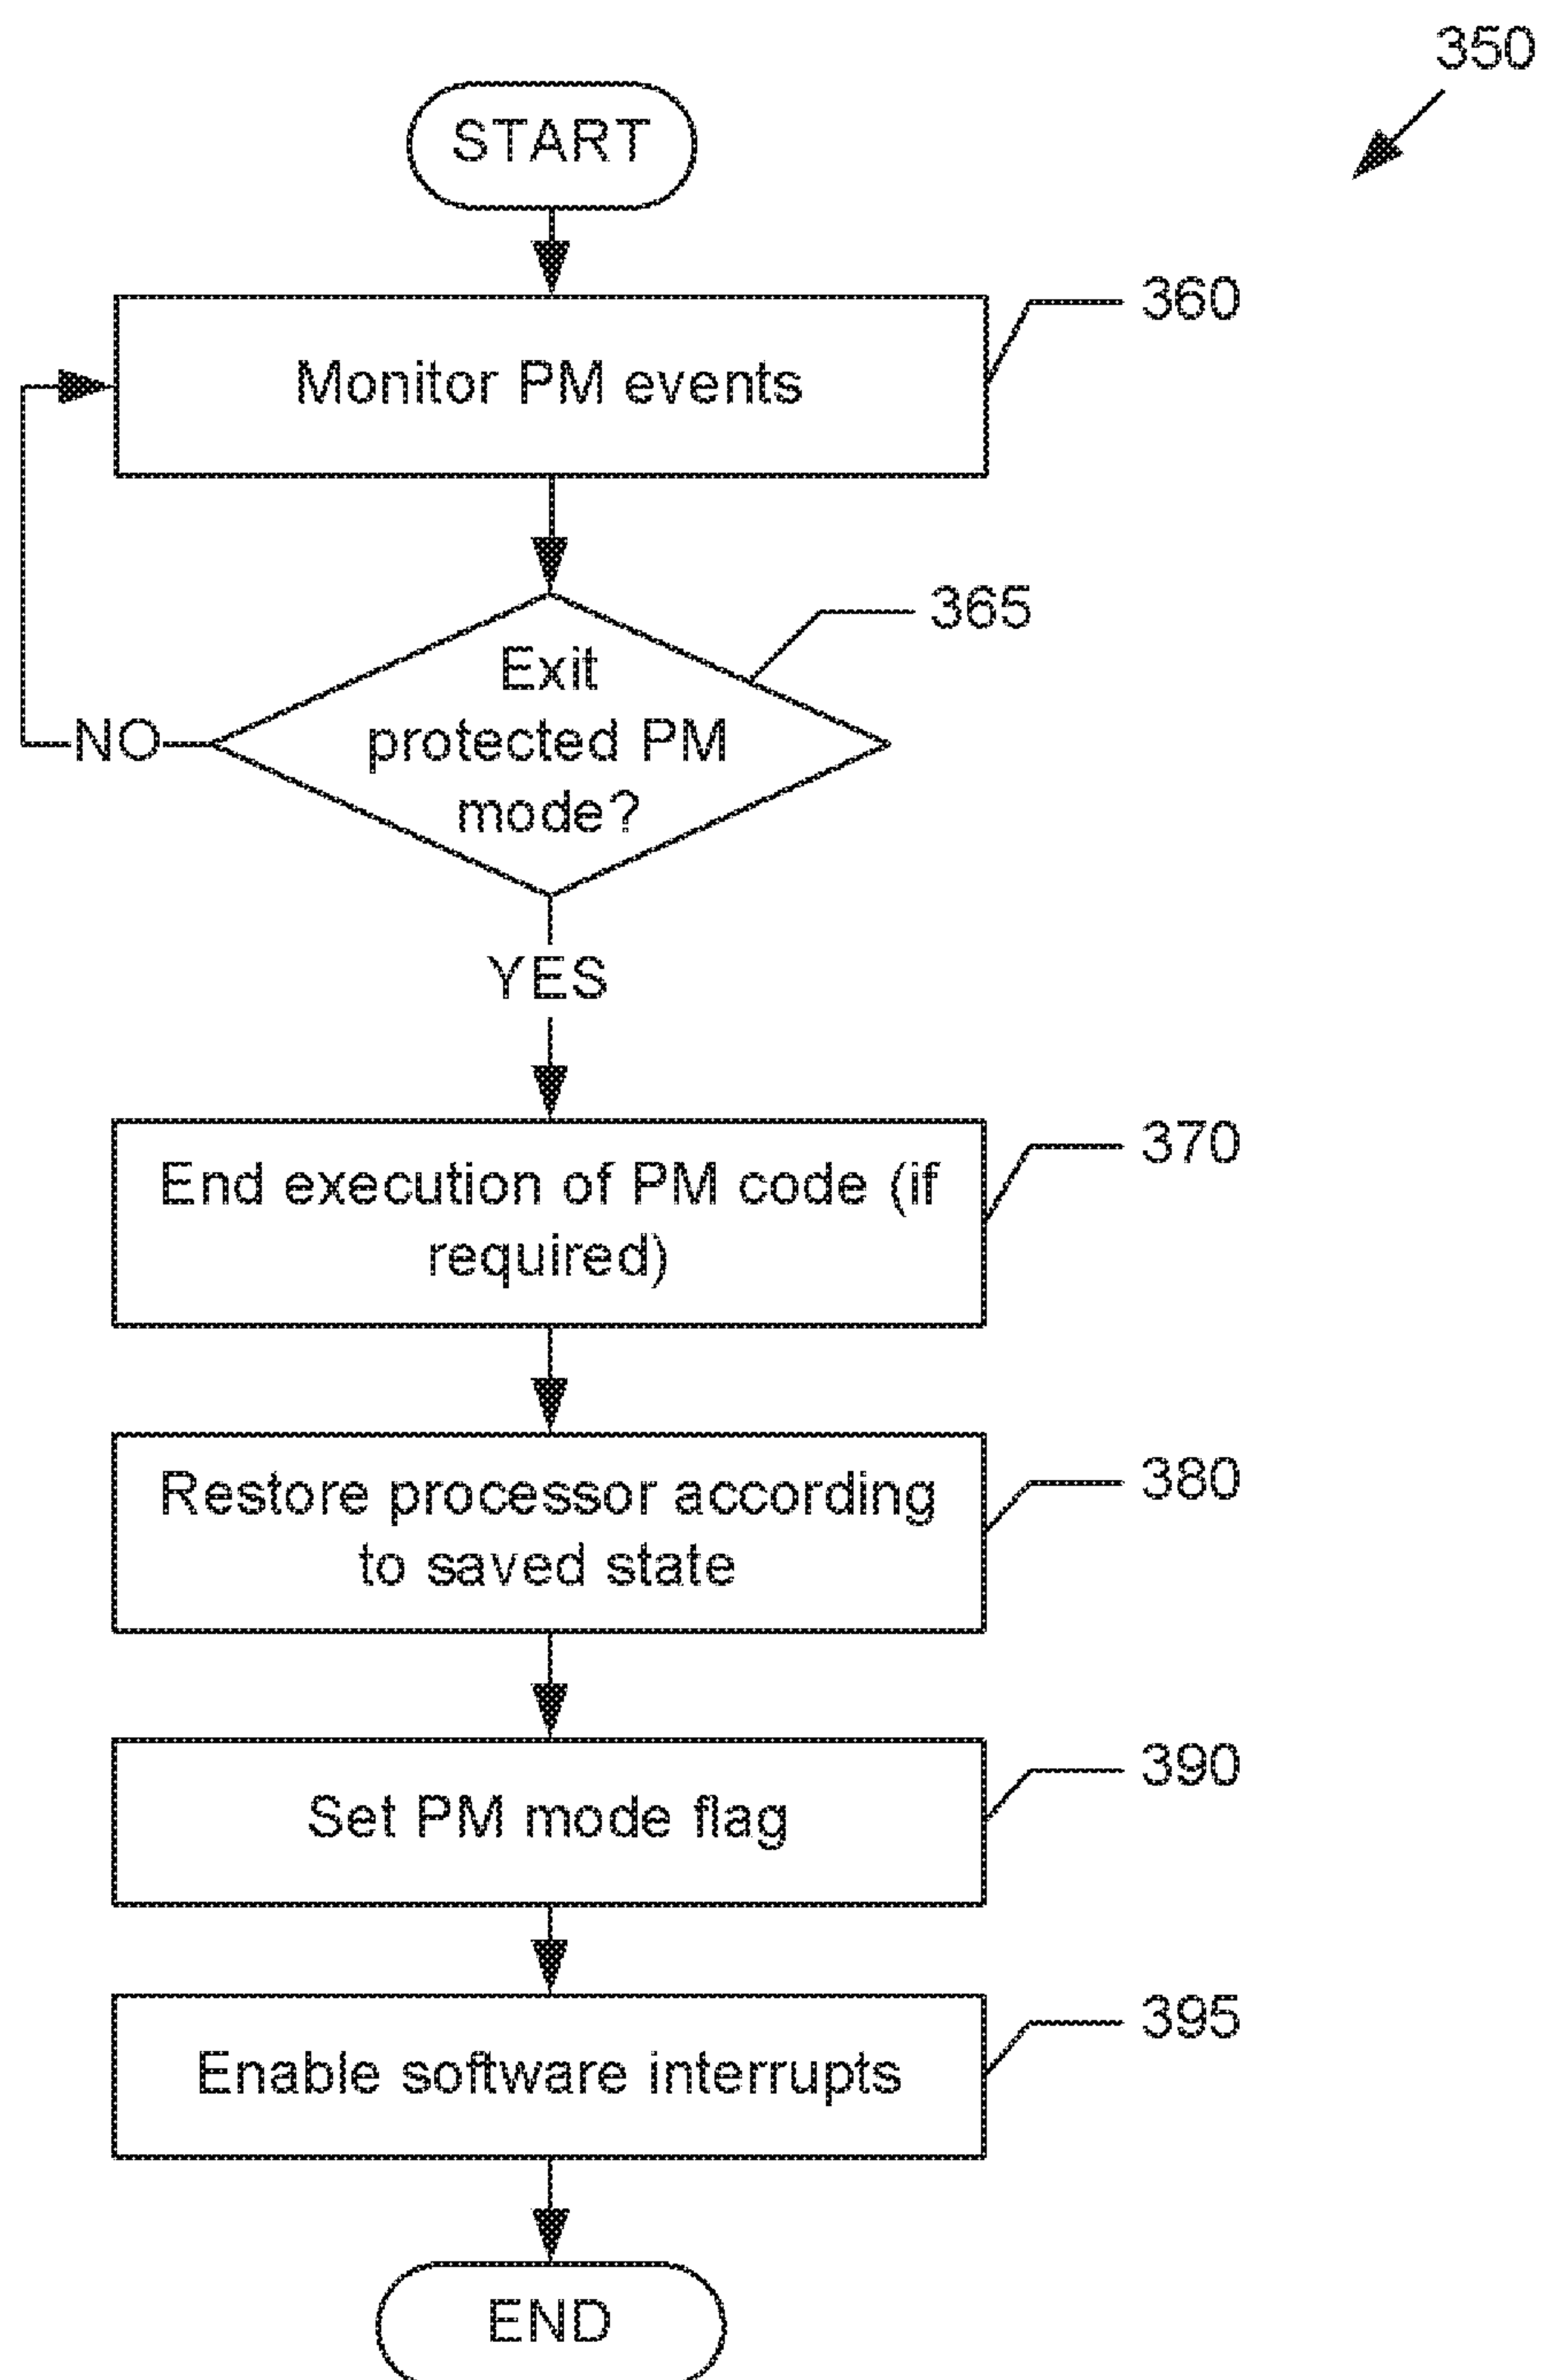 350
START
360
Monitor PM events
365
Exit
protected PM
mode?
NO
YES
370
End execution of PM code (if
required)
380
Restore processor according
to saved state
390
Set PM mode flag
395
Enable software interrupts
END